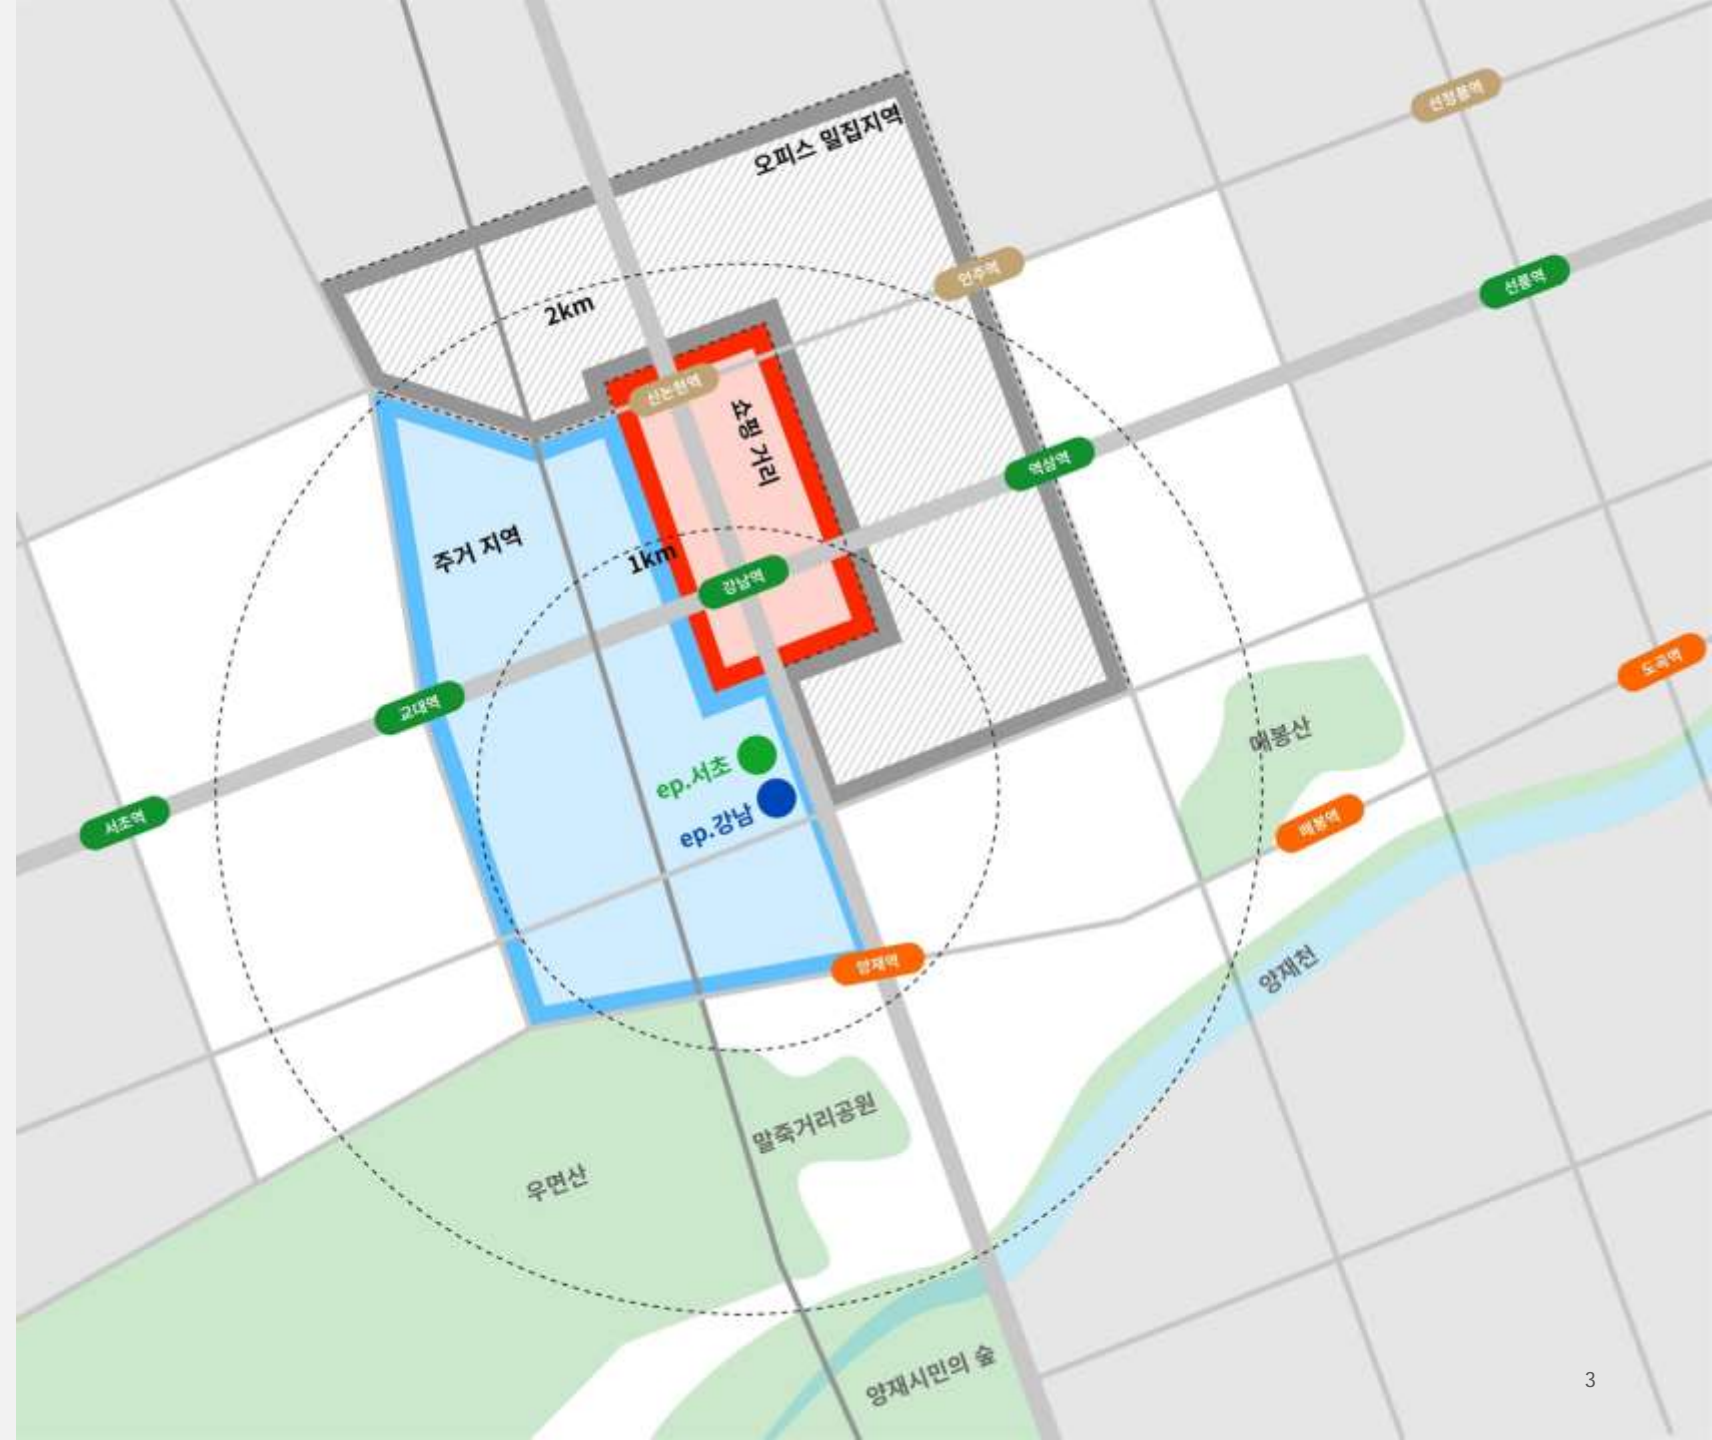 선정릉역
오피스 밀집지역
언주역
선릉역
2km
신논현역
쇼핑 거리
역삼역
주거 지역
1km
강남역
교대역
도곡역
매봉산
ep.서초
ep.강남
서초역
매봉역
양재역
양재천
말죽거리공원
우면산
양재시민의 숲
3